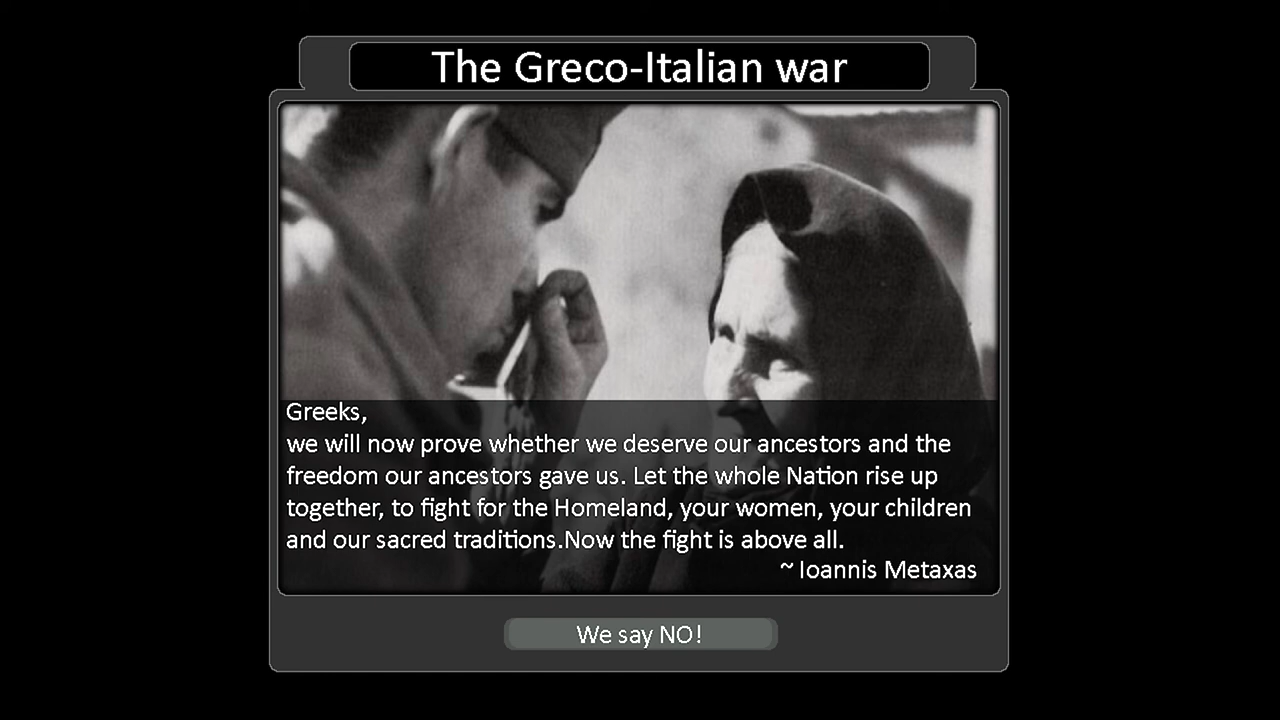 The Greco-Italian war
Greeks,
we will now prove whether we deserve our ancestors and the
freedom our ancestors gave us. Let the whole Nation rise up
together, to fight for the Homeland, your women, your children
and our sacred traditions.Now the fight is above all.
~ Ioannis Metaxas
We say NO!